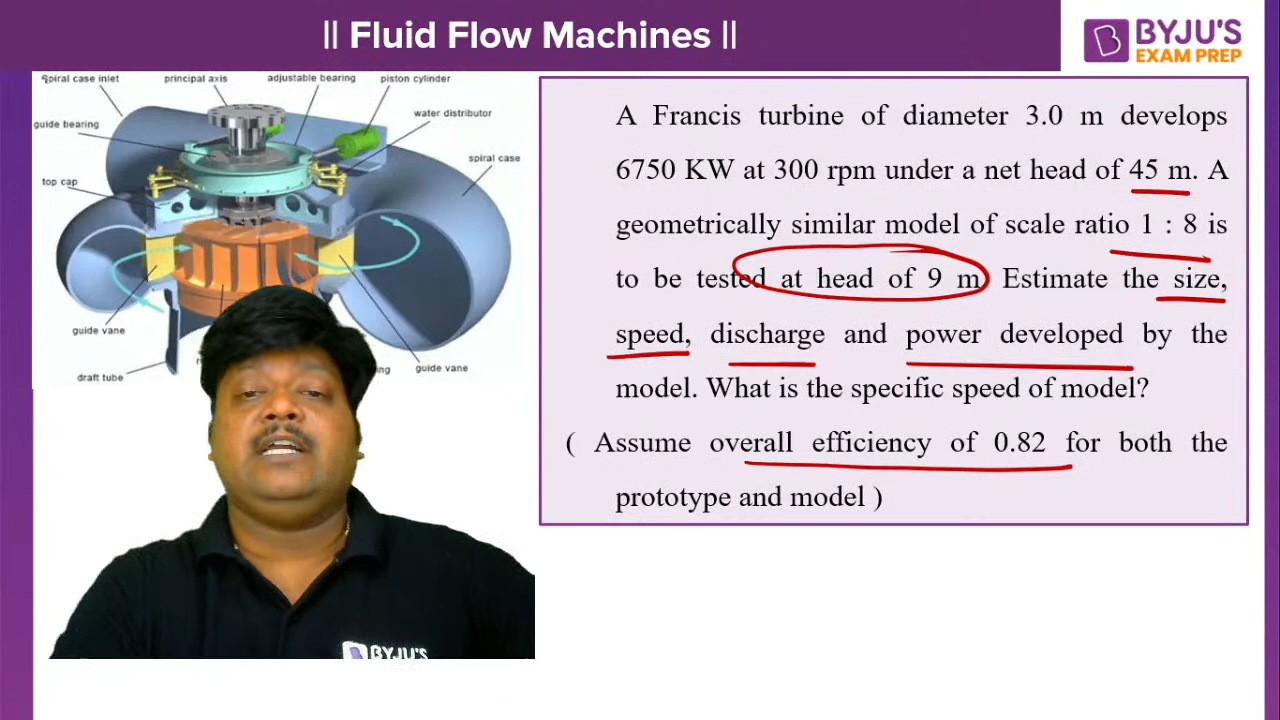 || Fluid Flow Machines ||
BYJU'S
EXAM PREP
spiral case inlet
principal axis
adjustable bearing
piston cylinder
guide bearing
water distributor
spiral case
top cap
guide vane
guide vane
draft tube
A Francis turbine of diameter 3.0 m develops
6750 KW at 300 rpm under a net head of 45 m. A
geometrically similar model of scale ratio 1 : 8 is
to be tested at head of 9 m Estimate the size,
speed, discharge and power developed by the
model. What is the specific speed of model?
( Assume overall efficiency of 0.82 for both the
prototype and model )
BYJU'S